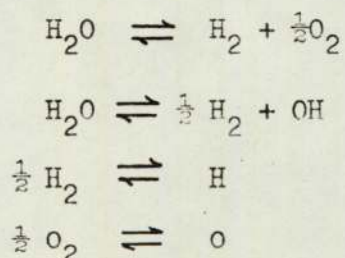 H₂O ⇌ H₂ + ½O₂
H₂O ⇌ ½ H₂ + OH
½ H₂ ⇌ H
½ O₂ ⇌ O